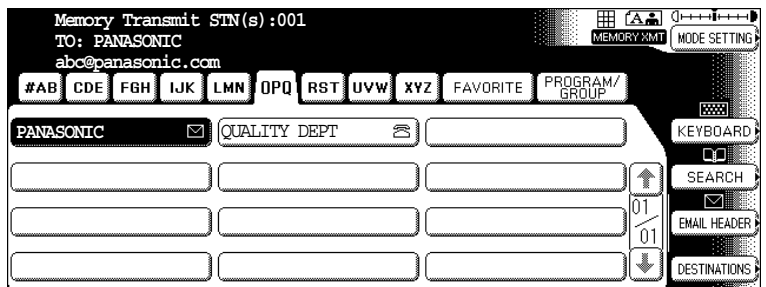 Memory Transmit STN(s):001
TO: PANASONIC
abc@panasonic.com
MEMORY XMT
MODE SETTING
#AB CDE FGH IJK LMN OPQ RST UVW XYZ FAVORITE PROGRAM/
GROUP
PANASONIC QUALITY DEPT
KEYBOARD
SEARCH
01
01
EMAIL HEADER
DESTINATIONS